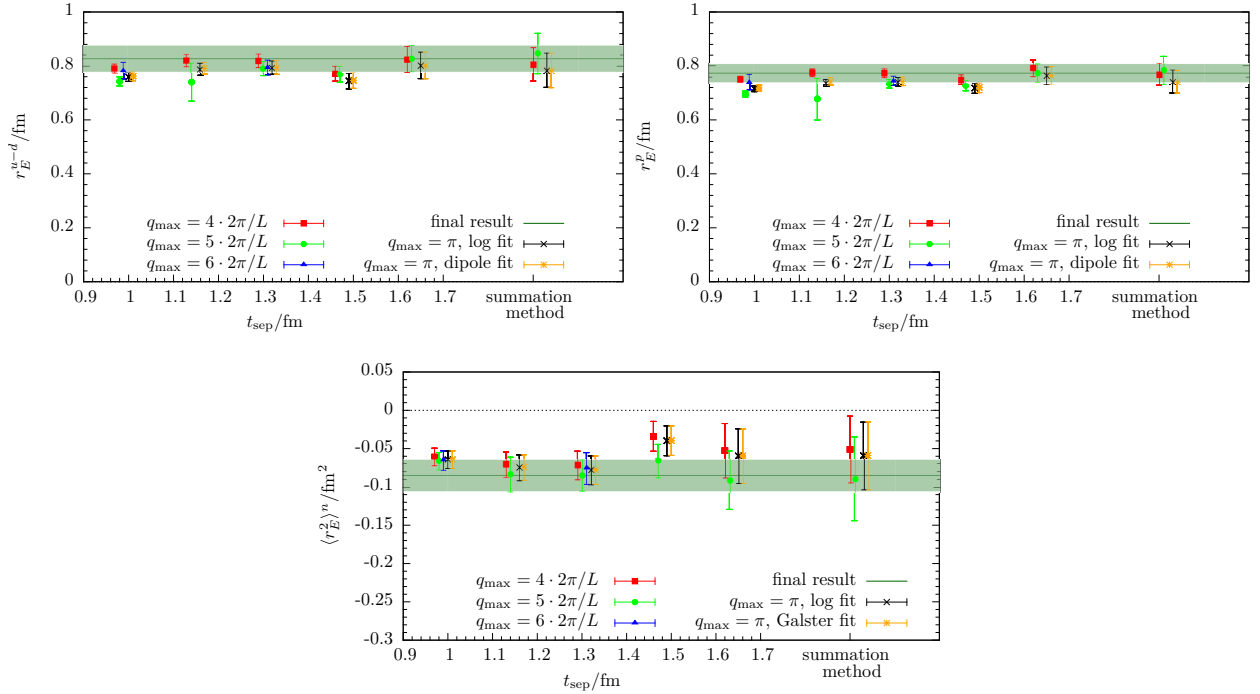 1
0.8
0.6
0.4
0.2
0
r_E^{u−d}/fm
q_max = 4 · 2π/L
q_max = 5 · 2π/L
q_max = 6 · 2π/L
final result
q_max = π, log fit
q_max = π, dipole fit
0.9 1 1.1 1.2 1.3 1.4 1.5 1.6 1.7 summation
method
t_sep/fm
1
0.8
0.6
0.4
0.2
0
r_E^p/fm
q_max = 4 · 2π/L
q_max = 5 · 2π/L
q_max = 6 · 2π/L
final result
q_max = π, log fit
q_max = π, dipole fit
0.9 1 1.1 1.2 1.3 1.4 1.5 1.6 1.7 summation
method
t_sep/fm
0.05
0
-0.05
-0.1
-0.15
-0.2
-0.25
-0.3
⟨r_E^2⟩^n/fm^2
q_max = 4 · 2π/L
q_max = 5 · 2π/L
q_max = 6 · 2π/L
final result
q_max = π, log fit
q_max = π, Galster fit
0.9 1 1.1 1.2 1.3 1.4 1.5 1.6 1.7 summation
method
t_sep/fm